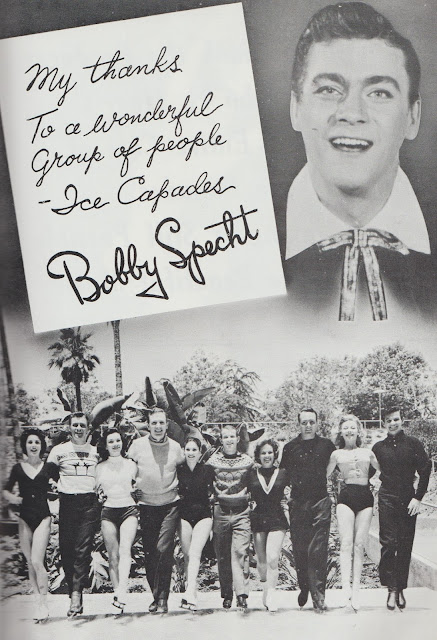 My thanks
To a wonderful
Group of people
-Ice Capades
Bobby Specht